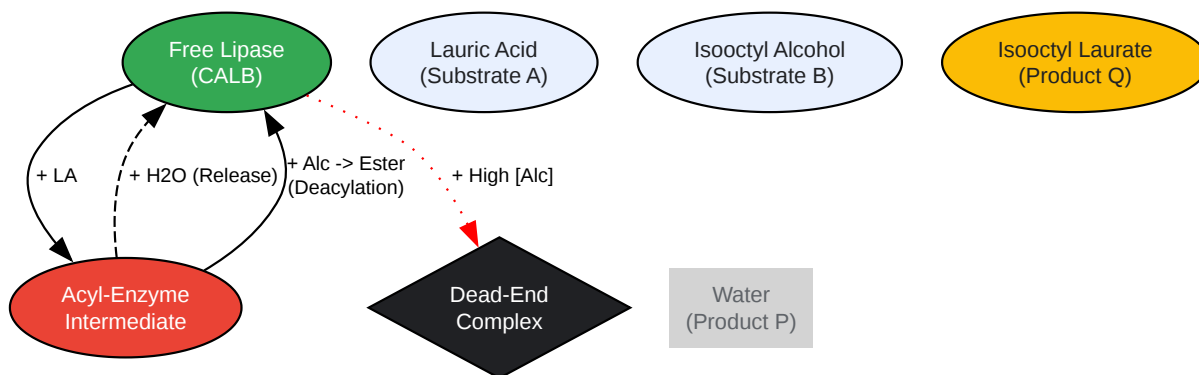 Free Lipase
(CALB)
Lauric Acid
(Substrate A)
Isooctyl Alcohol
(Substrate B)
Isooctyl Laurate
(Product Q)
+ LA
+ H2O (Release)
+ Alc -> Ester
(Deacylation)
+ High [Alc]
Acyl-Enzyme
Intermediate
Dead-End
Complex
Water
(Product P)